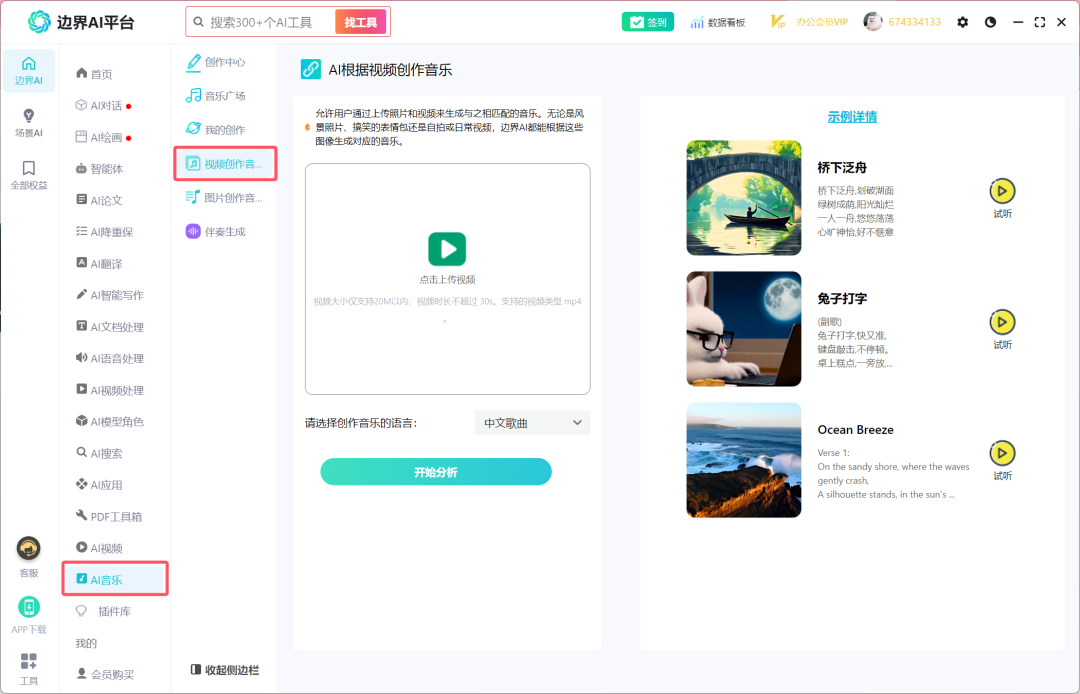 边界AI平台
搜索300+个AI工具
找工具
签到
数据看板
办公会员VIP
674334133
边界AI
场景AI
全部权益
客服
APP下载
工具
首页
AI对话
AI绘画
智能体
AI论文
AI降重保
AI翻译
AI智能写作
AI文档处理
AI语音处理
AI视频处理
AI模型角色
AI搜索
AI应用
PDF工具箱
AI视频
AI音乐
插件库
我的
会员购买
创作中心
音乐广场
我的创作
视频创作音...
图片创作音...
伴奏生成
收起侧边栏
AI根据视频创作音乐
允许用户通过上传照片和视频来生成与之相匹配的音乐。无论是风
景照片、搞笑的表情包还是自拍或日常视频，边界AI都能根据这些
图像生成对应的音乐。
点击上传视频
视频大小仅支持20M以内，视频时长不超过 30s。支持的视频类型 mp4
。
请选择创作音乐的语言：
中文歌曲
开始分析
示例详情
桥下泛舟
桥下泛舟,划破湖面
绿树成荫,阳光灿烂
一人一舟,悠悠荡荡
心旷神怡,好不惬意
试听
兔子打字
(副歌)
兔子打字,快又准,
键盘敲击,不停顿。
桌上糕点,一旁放,...
试听
Ocean Breeze
Verse 1:
On the sandy shore, where the waves
gently crash,
A silhouette stands, in the sun's ...
试听